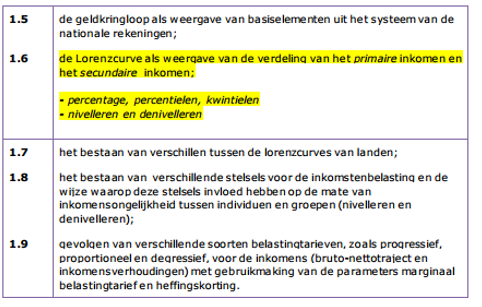 1.5 de geldkringloop als weergave van basiselementen uit het systeem van de
nationale rekeningen;
1.6 de Lorenzcurve als weergave van de verdeling van het primaire inkomen en
het secundaire inkomen;
- percentage, percentielen, kwintielen
- nivelleren en denivelleren
1.7 het bestaan van verschillen tussen de lorenzcurves van landen;
1.8 het bestaan van verschillende stelsels voor de inkomstenbelasting en de
wijze waarop deze stelsels invloed hebben op de mate van
inkomensongelijkheid tussen individuen en groepen (nivelleren en
denivelleren);
1.9 gevolgen van verschillende soorten belastingtarieven, zoals progressief,
proportioneel en degressief, voor de inkomens (bruto-nettotraject en
inkomensverhoudingen) met gebruikmaking van de parameters marginaal
belastingtarief en heffingskorting.